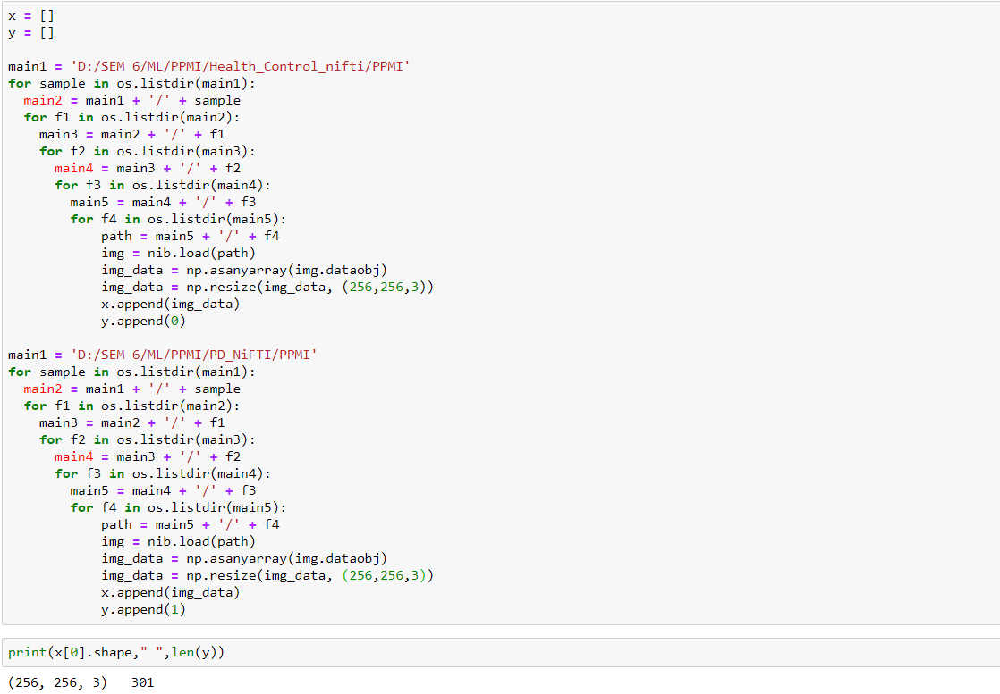 x = []
y = []
main1 = 'D:/SEM 6/ML/PPMI/Health_Control_nifti/PPMI'
for sample in os.listdir(main1):
  main2 = main1 + '/' + sample
  for f1 in os.listdir(main2):
    main3 = main2 + '/' + f1
    for f2 in os.listdir(main3):
      main4 = main3 + '/' + f2
      for f3 in os.listdir(main4):
        main5 = main4 + '/' + f3
        for f4 in os.listdir(main5):
            path = main5 + '/' + f4
            img = nib.load(path)
            img_data = np.asanyarray(img.dataobj)
            img_data = np.resize(img_data, (256,256,3))
            x.append(img_data)
            y.append(0)
main1 = 'D:/SEM 6/ML/PPMI/PD_NiFTI/PPMI'
for sample in os.listdir(main1):
  main2 = main1 + '/' + sample
  for f1 in os.listdir(main2):
    main3 = main2 + '/' + f1
    for f2 in os.listdir(main3):
      main4 = main3 + '/' + f2
      for f3 in os.listdir(main4):
        main5 = main4 + '/' + f3
        for f4 in os.listdir(main5):
            path = main5 + '/' + f4
            img = nib.load(path)
            img_data = np.asanyarray(img.dataobj)
            img_data = np.resize(img_data, (256,256,3))
            x.append(img_data)
            y.append(1)
print(x[0].shape," ",len(y))
(256, 256, 3)   301